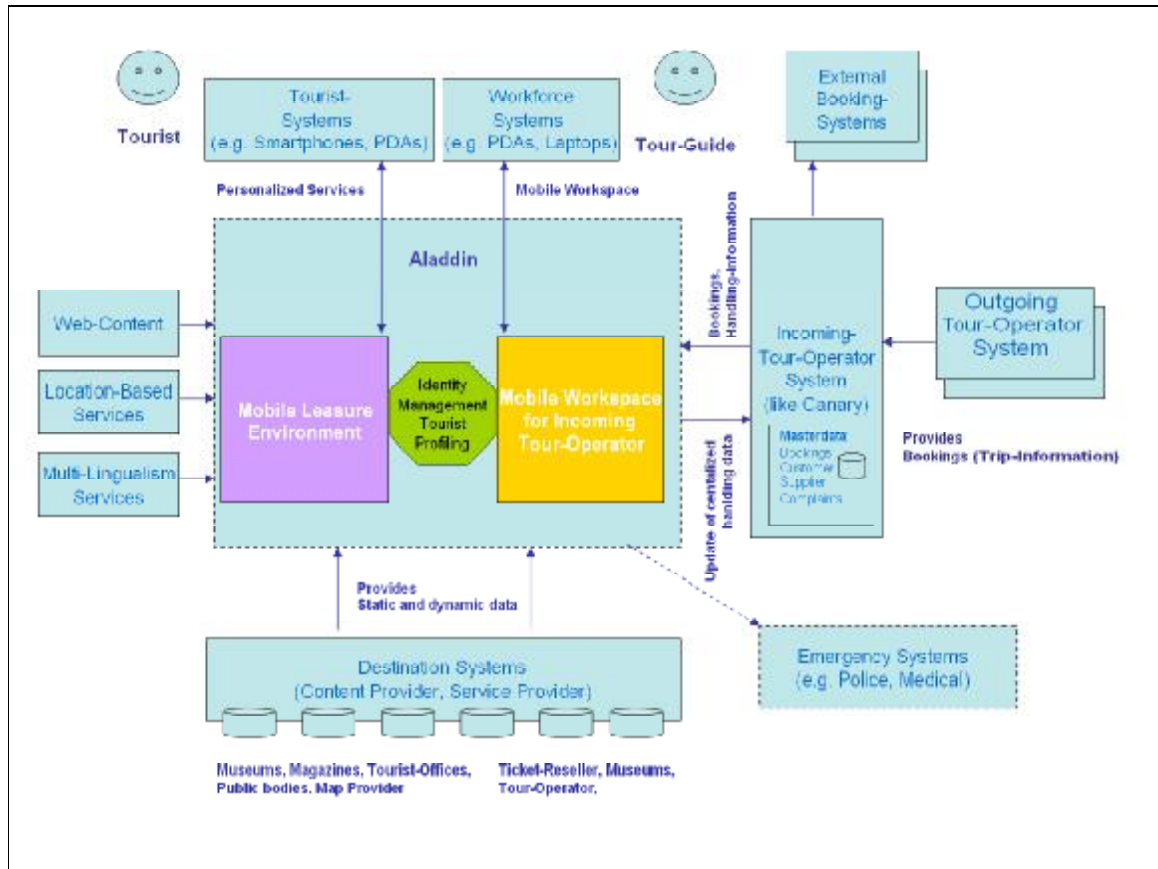 Tourist
Tourist-
Systems
(e.g. Smartphones, PDAs)
Workforce
Systems
(e.g. PDAs, Laptops)
Tour-Guide
External
Booking-
Systems
Personalized Services
Mobile Workspace
Aladdin
Bookings,
Handling-Information
Web-Content
Location-Based
Services
Multi-Lingualism
Services
Mobile Leasure
Environment
Identity
Management
Tourist
Profiling
Mobile Workspace
for Incoming
Tour-Operator
Incoming-
Tour-Operator
System
(like Canary)
Masterdata:
Bookings
Customer
Supplier
Complaints
Outgoing
Tour-Operator
System
Provides
Bookings (Trip-Information)
Update of centalized
handling data
Provides
Static and dynamic data
Destination Systems
(Content Provider, Service Provider)
Emergency Systems
(e.g. Police, Medical)
Museums, Magazines, Tourist-Offices,
Public bodies, Map Provider
Ticket-Reseller, Museums,
Tour-Operator,